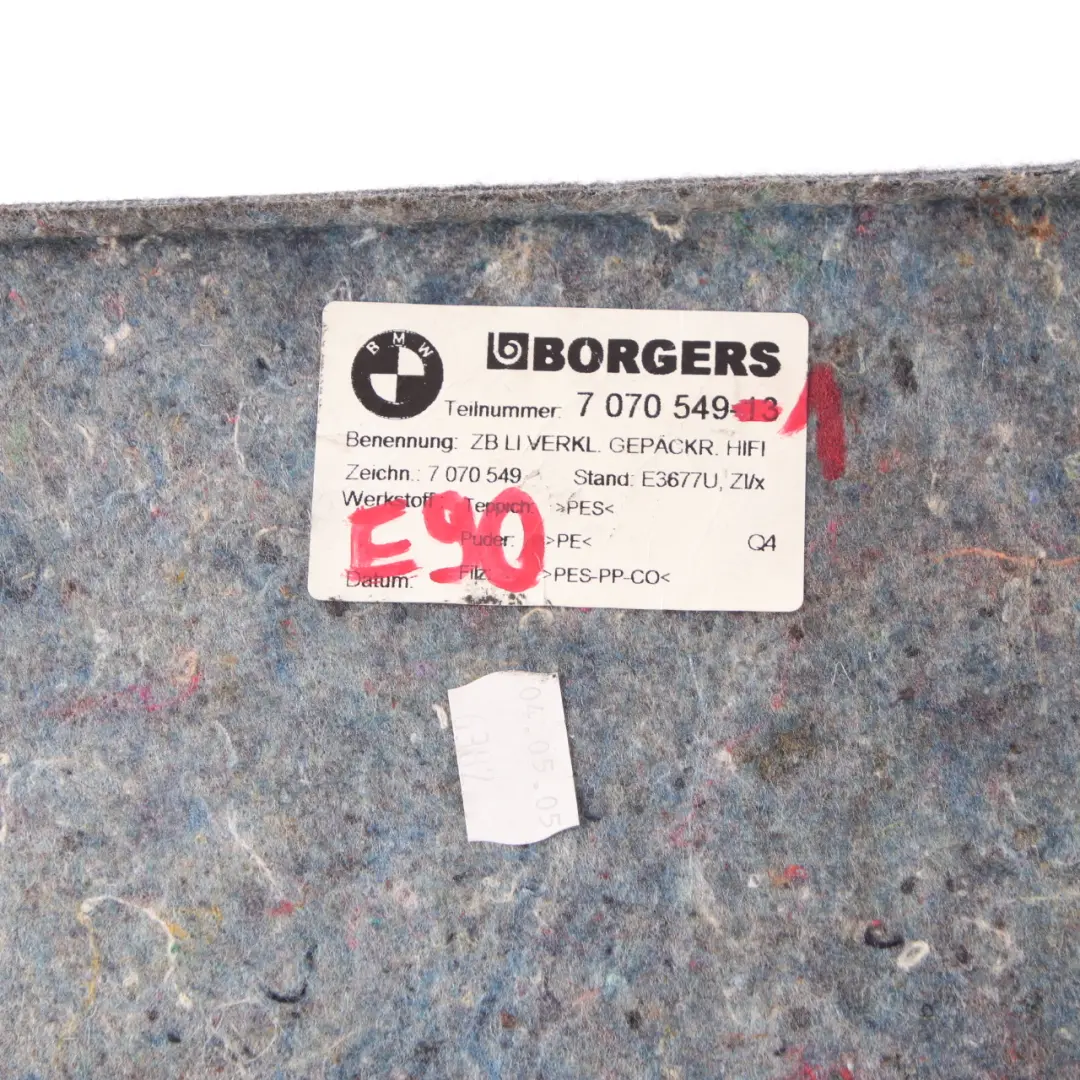 BMW
BORGERS
Teilnummer: 7 070 549-13
Benennung: ZB LI VERKL. GEPÄCKR. HIFI
Zeichn.: 7 070 549 Stand: E3677U, ZI/x
Werkstoff: Teppich: >PES<
E90
Puder: >PE<
Q4
Datum: Filz >PES-PP-CO<
04.05.05